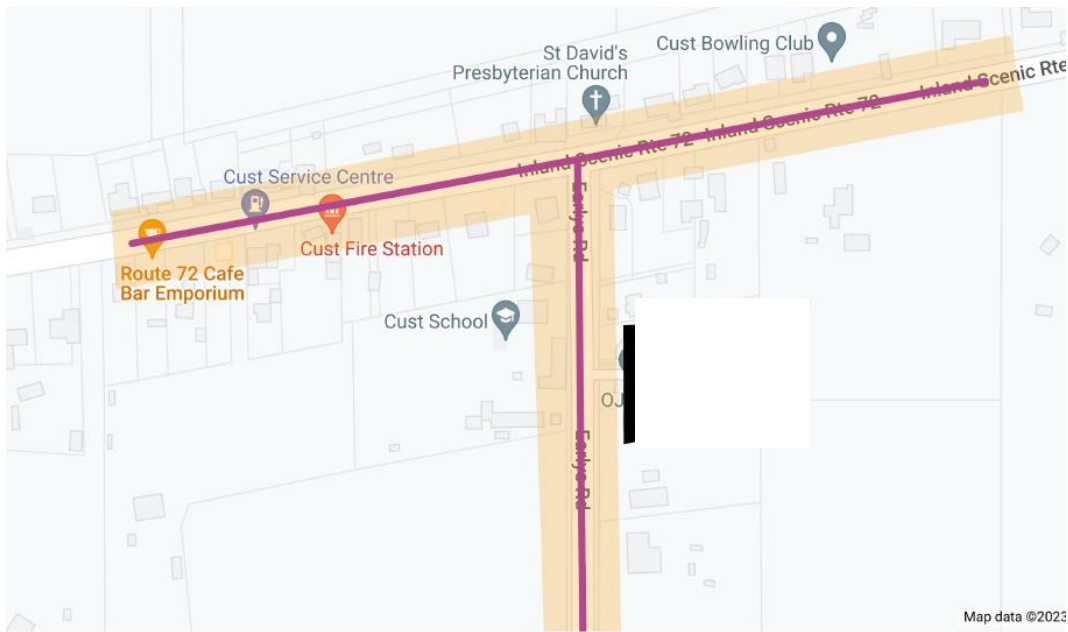 St David's
Presbyterian Church
Cust Bowling Club
Inland Scenic Rte
Inland Scenic Rte 72
Inland Scenic Rte 72
Cust Service Centre
Cust Fire Station
Route 72 Cafe
Bar Emporium
Earlys Rd
Cust School
OJ
Earlys Rd
Map data ©2023